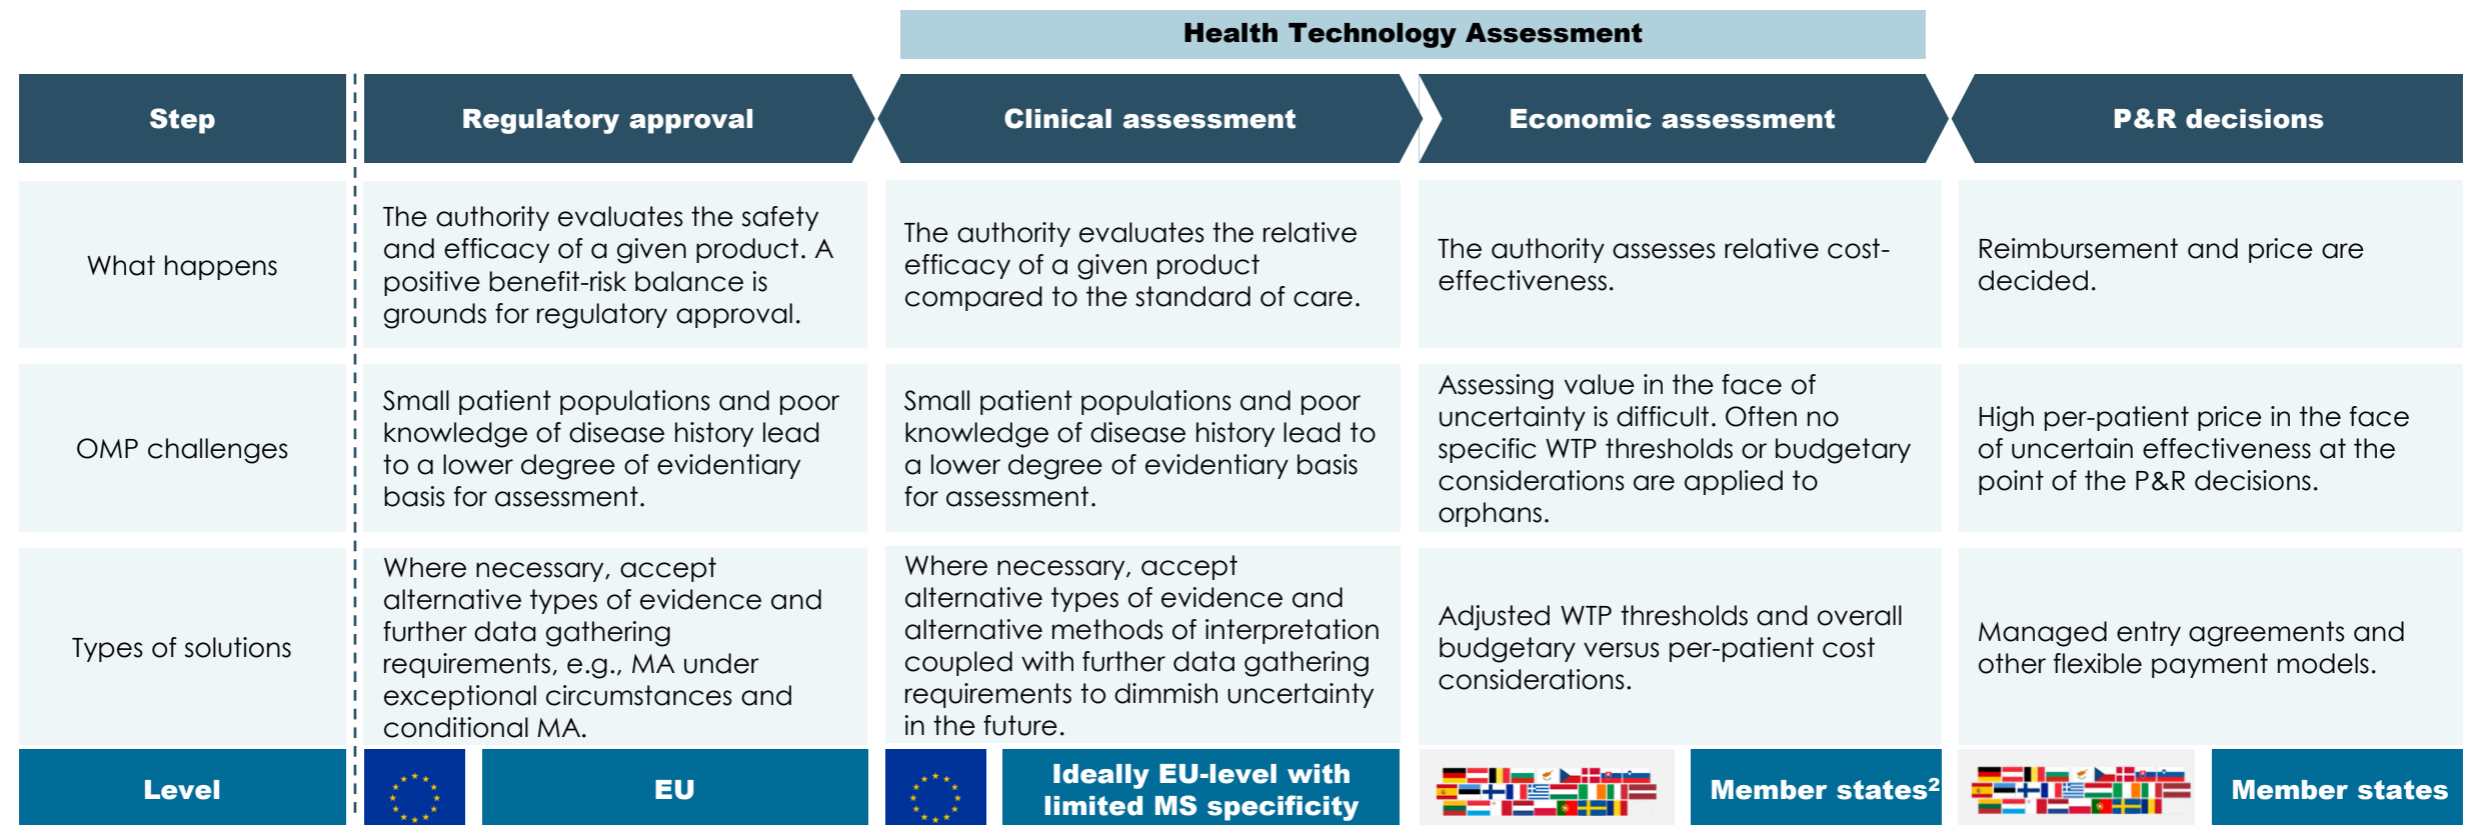 Health Technology Assessment
Step
Regulatory approval
Clinical assessment
Economic assessment
P&R decisions
What happens
The authority evaluates the safety
and efficacy of a given product. A
positive benefit-risk balance is
grounds for regulatory approval.
The authority evaluates the relative
efficacy of a given product
compared to the standard of care.
The authority assesses relative cost-
effectiveness.
Reimbursement and price are
decided.
OMP challenges
Small patient populations and poor
knowledge of disease history lead
to a lower degree of evidentiary
basis for assessment.
Small patient populations and poor
knowledge of disease history lead to
a lower degree of evidentiary basis
for assessment.
Assessing value in the face of
uncertainty is difficult. Often no
specific WTP thresholds or budgetary
considerations are applied to
orphans.
High per-patient price in the face
of uncertain effectiveness at the
point of the P&R decisions.
Types of solutions
Where necessary, accept
alternative types of evidence and
further data gathering
requirements, e.g., MA under
exceptional circumstances and
conditional MA.
Where necessary, accept
alternative types of evidence and
alternative methods of interpretation
coupled with further data gathering
requirements to dimmish uncertainty
in the future.
Adjusted WTP thresholds and overall
budgetary versus per-patient cost
considerations.
Managed entry agreements and
other flexible payment models.
Level
EU
Ideally EU-level with
limited MS specificity
Member states²
Member states